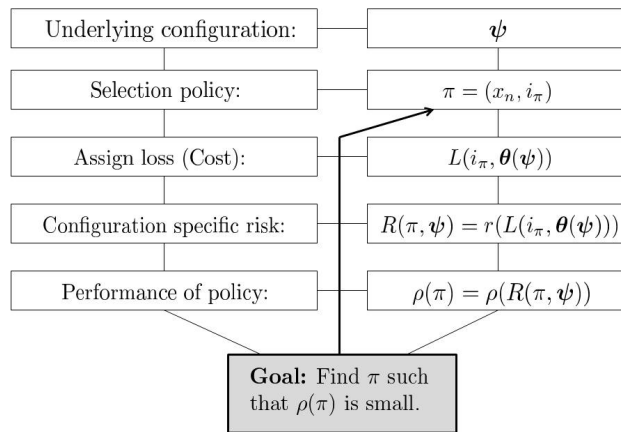 Underlying configuration: ψ
Selection policy: π = (xₙ, i_π)
Assign loss (Cost): L(i_π, θ(ψ))
Configuration specific risk: R(π, ψ) = r(L(i_π, θ(ψ)))
Performance of policy: ρ(π) = ρ(R(π, ψ))
Goal: Find π such
that ρ(π) is small.